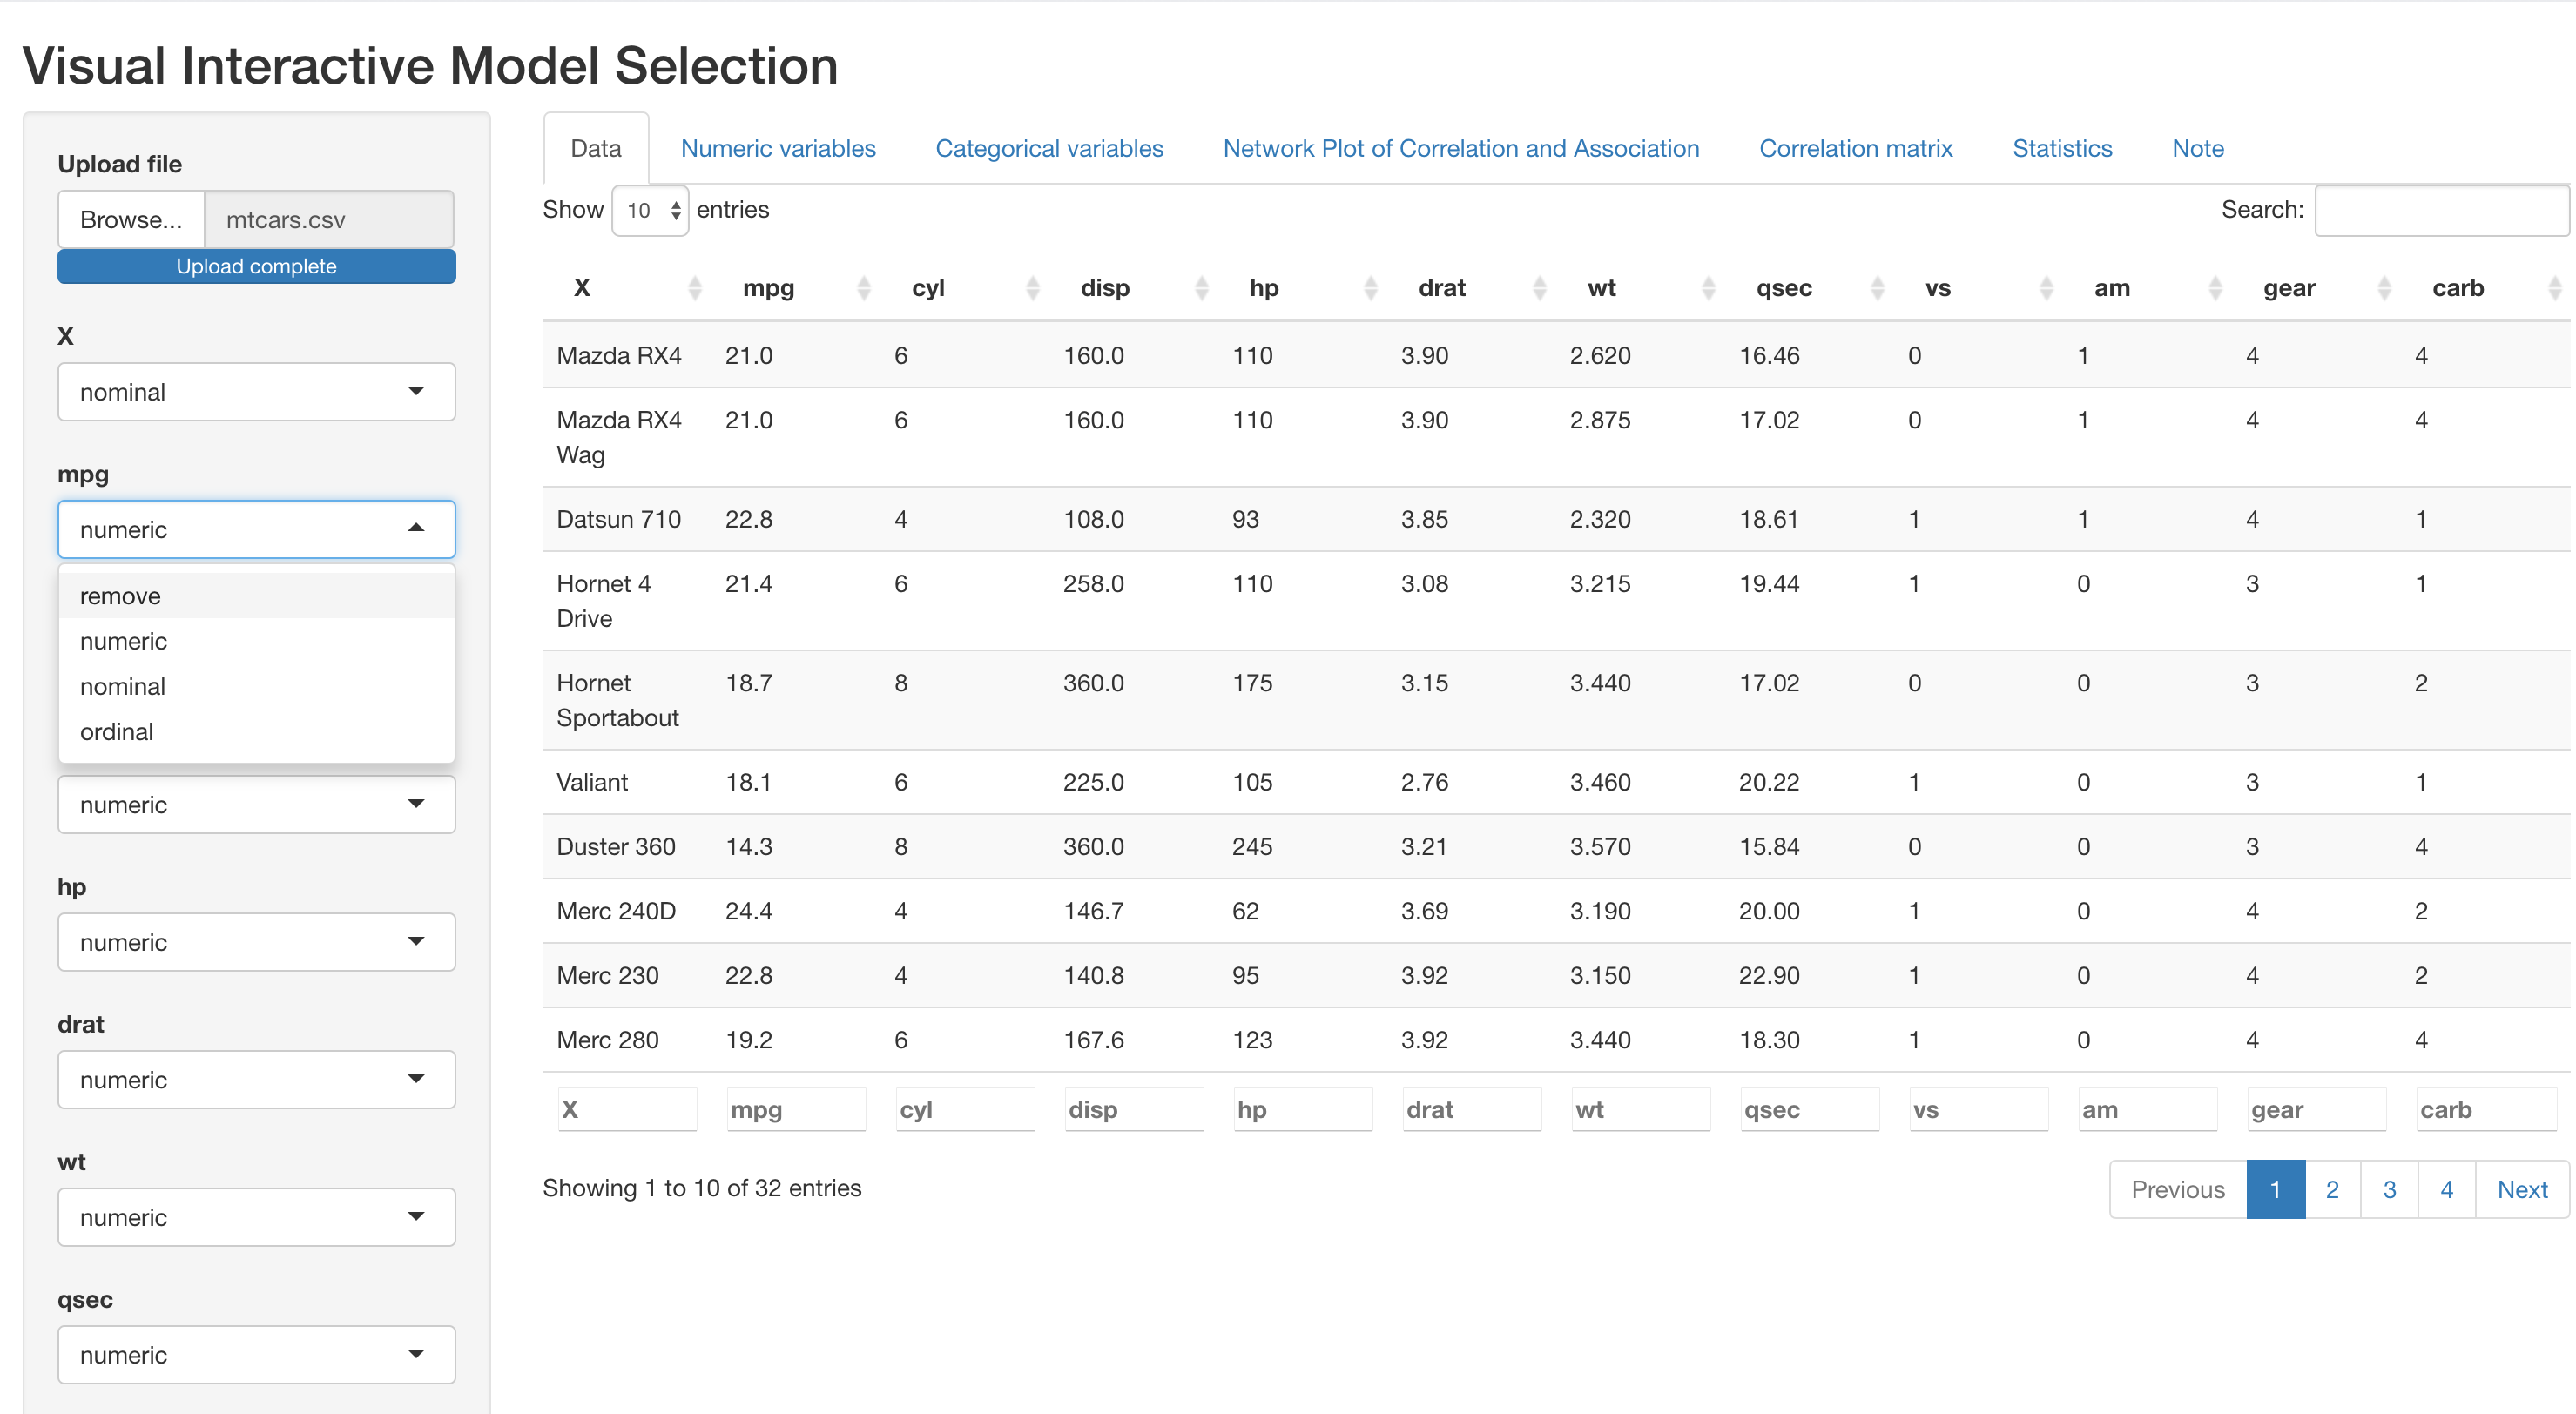 Visual Interactive Model Selection
Upload file
Browse... mtcars.csv
Upload complete
X
nominal
mpg
numeric
remove
numeric
nominal
ordinal
numeric
hp
numeric
drat
numeric
wt
numeric
qsec
numeric
Data Numeric variables Categorical variables Network Plot of Correlation and Association Correlation matrix Statistics Note
Show 10 entries Search:
X mpg cyl disp hp drat wt qsec vs am gear carb
Mazda RX4 21.0 6 160.0 110 3.90 2.620 16.46 0 1 4 4
Mazda RX4 21.0 6 160.0 110 3.90 2.875 17.02 0 1 4 4
Wag
Datsun 710 22.8 4 108.0 93 3.85 2.320 18.61 1 1 4 1
Hornet 4 21.4 6 258.0 110 3.08 3.215 19.44 1 0 3 1
Drive
Hornet 18.7 8 360.0 175 3.15 3.440 17.02 0 0 3 2
Sportabout
Valiant 18.1 6 225.0 105 2.76 3.460 20.22 1 0 3 1
Duster 360 14.3 8 360.0 245 3.21 3.570 15.84 0 0 3 4
Merc 240D 24.4 4 146.7 62 3.69 3.190 20.00 1 0 4 2
Merc 230 22.8 4 140.8 95 3.92 3.150 22.90 1 0 4 2
Merc 280 19.2 6 167.6 123 3.92 3.440 18.30 1 0 4 4
X mpg cyl disp hp drat wt qsec vs am gear carb
Showing 1 to 10 of 32 entries
Previous 1 2 3 4 Next